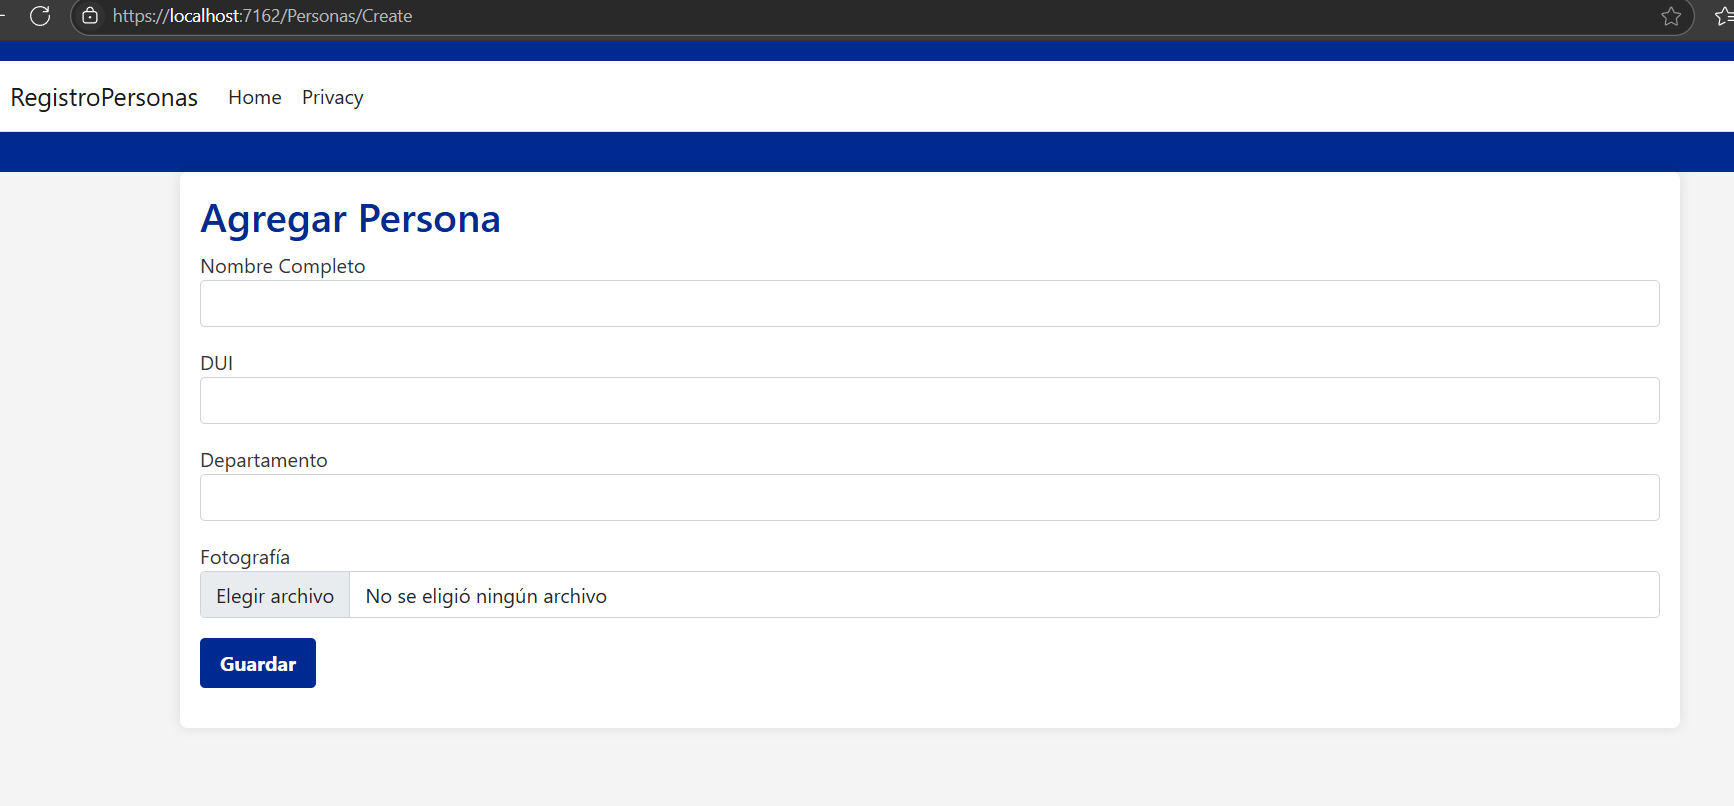 https://localhost:7162/Personas/Create
RegistroPersonas Home Privacy
Agregar Persona
Nombre Completo
DUI
Departamento
Fotografía
Elegir archivo No se eligió ningún archivo
Guardar